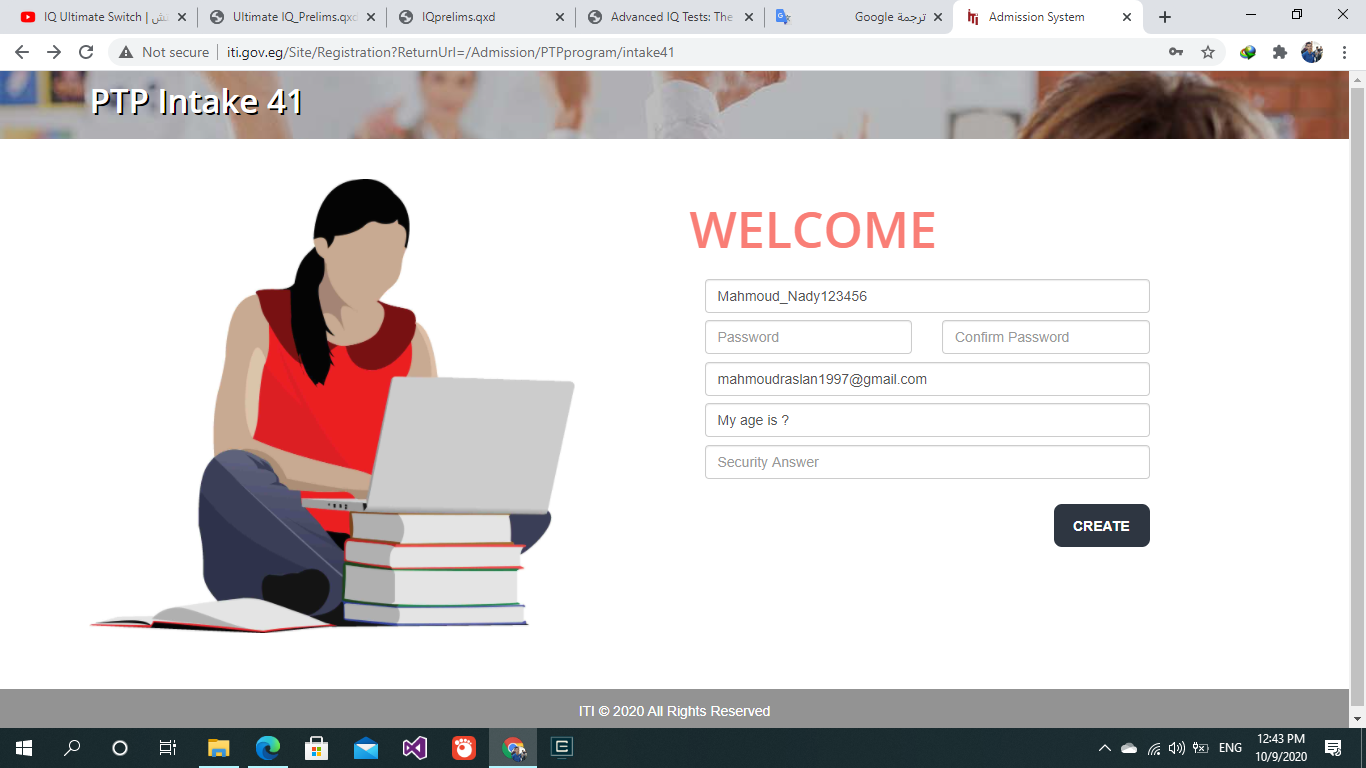 IQ Ultimate Switch | ىش
Ultimate IQ_Prelims.qxd
IQprelims.qxd
Advanced IQ Tests: The
ترجمة Google
Admission System
Not secure | iti.gov.eg/Site/Registration?ReturnUrl=/Admission/PTPprogram/intake41
PTP Intake 41
WELCOME
Mahmoud_Nady123456
Password
Confirm Password
mahmoudraslan1997@gmail.com
My age is ?
Security Answer
CREATE
ITI © 2020 All Rights Reserved
ENG
12:43 PM
10/9/2020